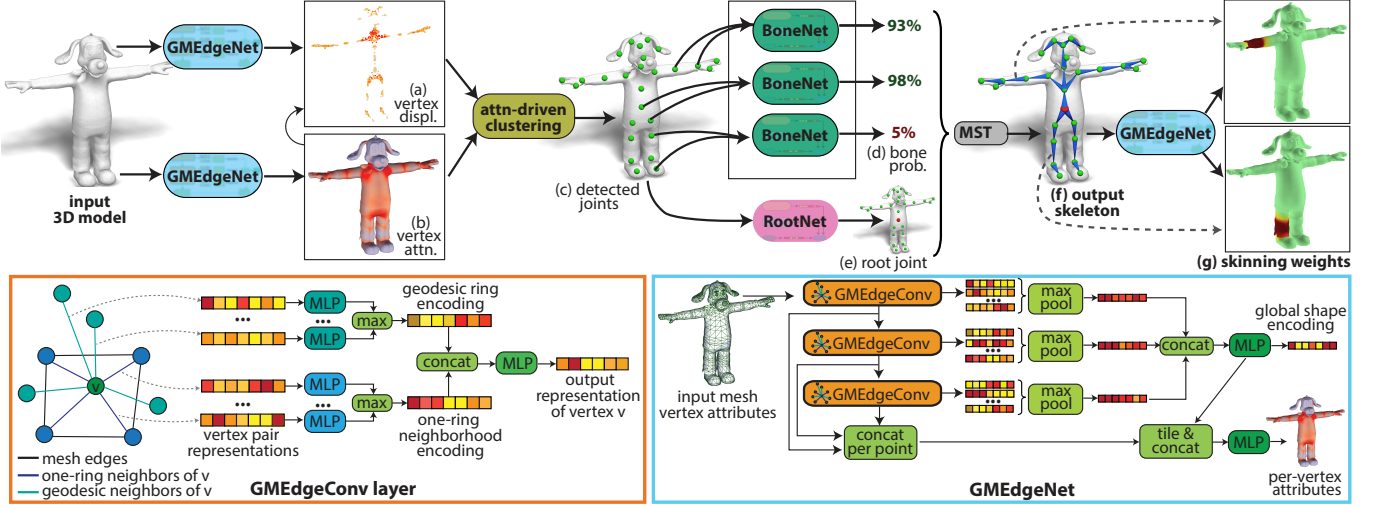 GMEdgeNet
GMEdgeNet
input
3D model
(a)
vertex
displ.
(b)
vertex
attn.
attn-driven
clustering
(c) detected
joints
BoneNet
BoneNet
BoneNet
93%
98%
5%
(d) bone
prob.
RootNet
(e) root joint
MST
(f) output
skeleton
GMEdgeNet
(g) skinning weights
v
mesh edges
one-ring neighbors of v
geodesic neighbors of v
...
...
vertex pair
representations
MLP
...
MLP
MLP
...
MLP
max
max
geodesic ring
encoding
concat
one-ring
neighborhood
encoding
MLP
output
representation
of vertex v
GMEdgeConv layer
input mesh
vertex attributes
GMEdgeConv
GMEdgeConv
GMEdgeConv
...
...
...
max
pool
max
pool
max
pool
concat
MLP
global shape
encoding
concat
per point
tile &
concat
MLP
per-vertex
attributes
GMEdgeNet